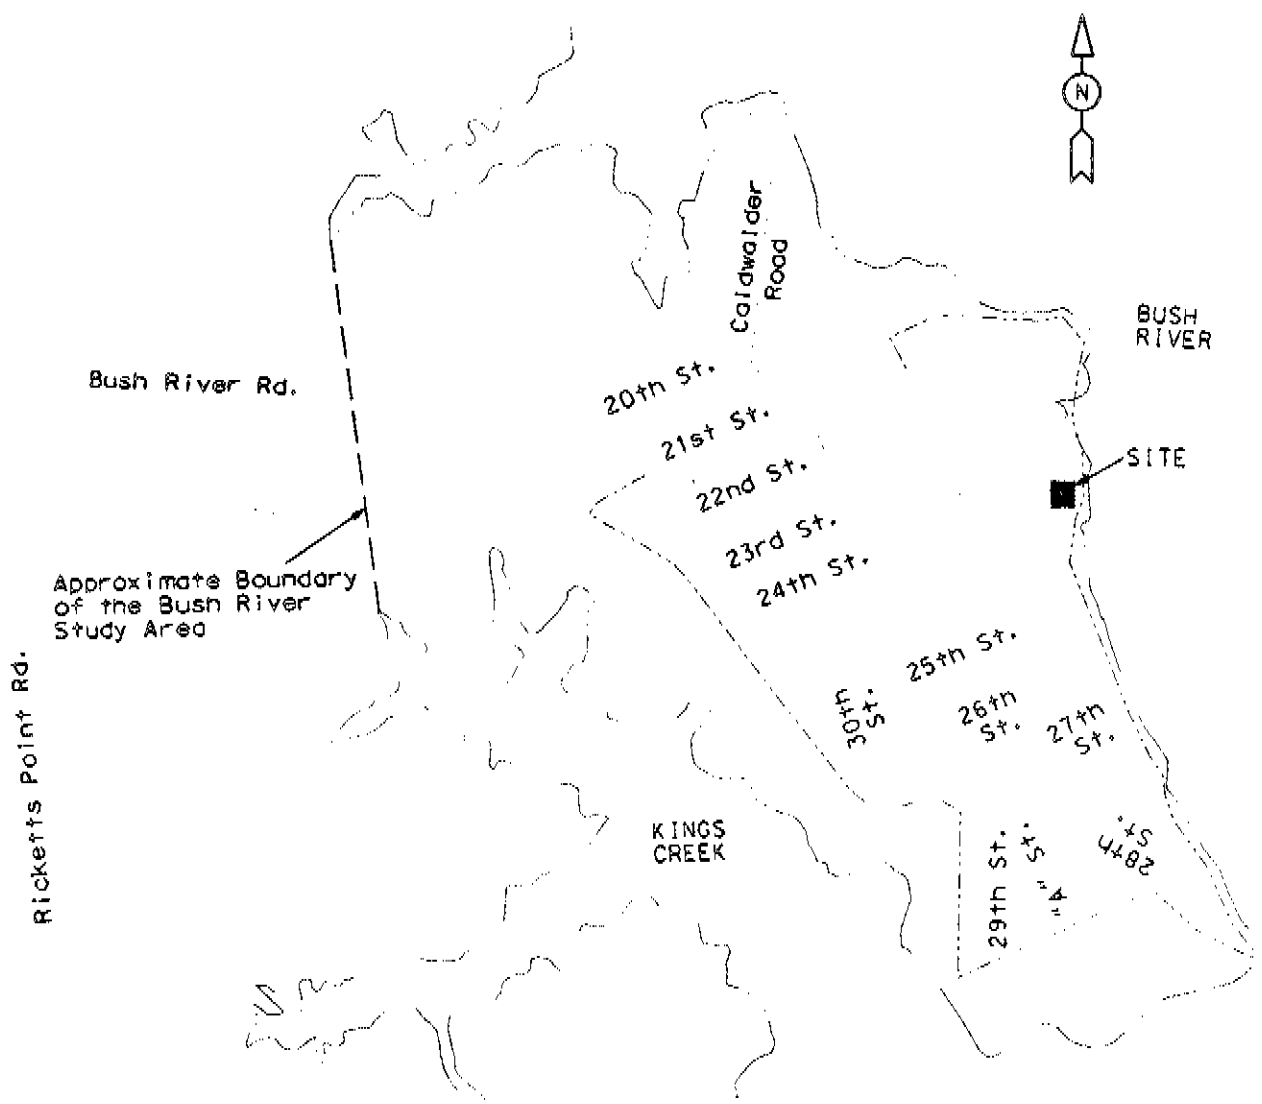 N
Caldwalder
Road
BUSH
RIVER
Bush River Rd.
20th St.
21st St.
22nd St.
SITE
23rd St.
24th St.
Approximate Boundary
of the Bush River
Study Area
25th St.
30th
St.
26th
St.
27th
St.
Ricketts Point Rd.
KINGS
CREEK
28th
St.
29th St.
"A" St.